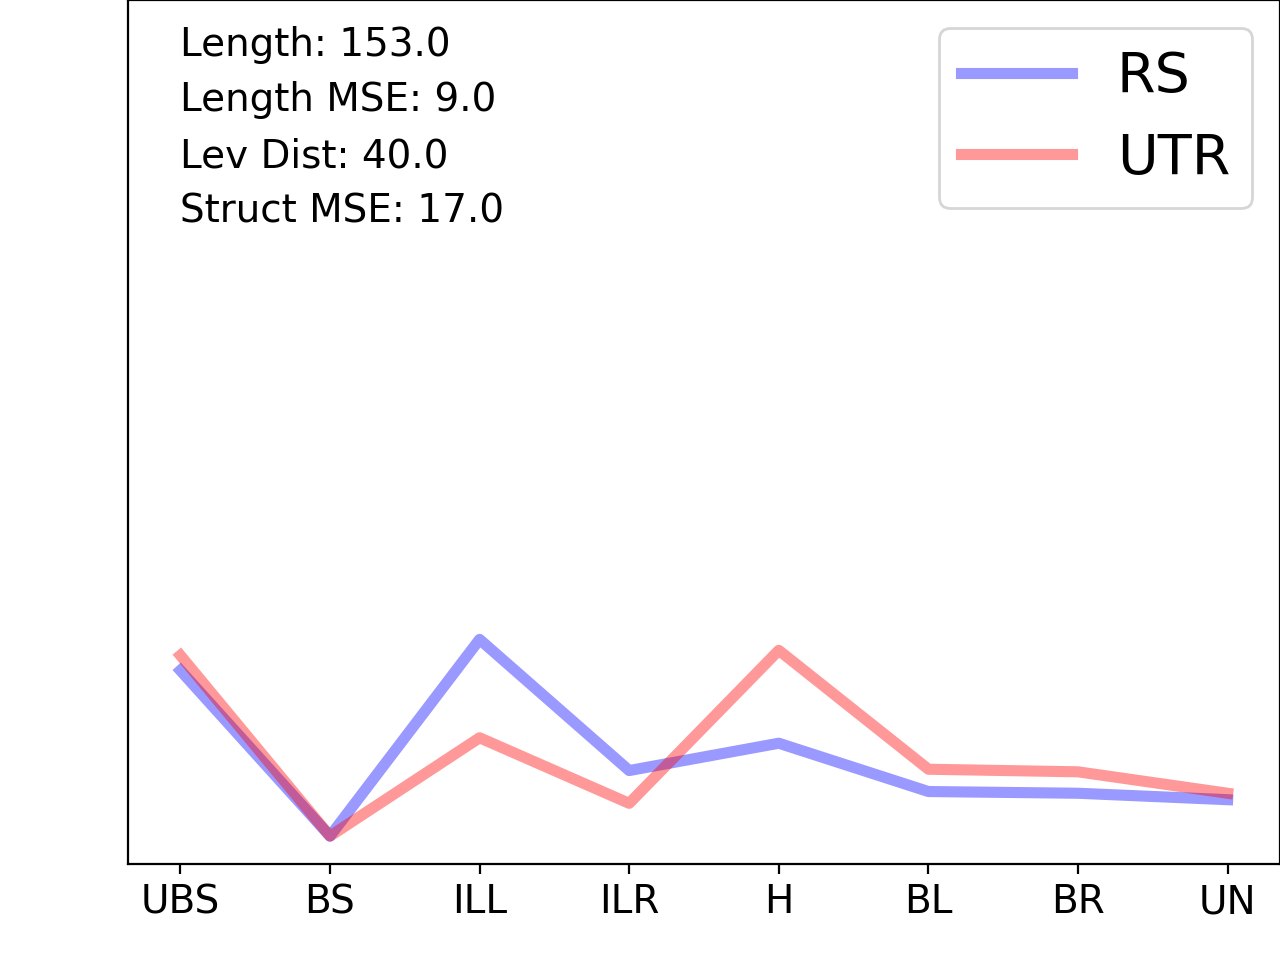 Length: 153.0
Length MSE: 9.0
Lev Dist: 40.0
Struct MSE: 17.0
RS
UTR
UBS BS ILL ILR H BL BR UN